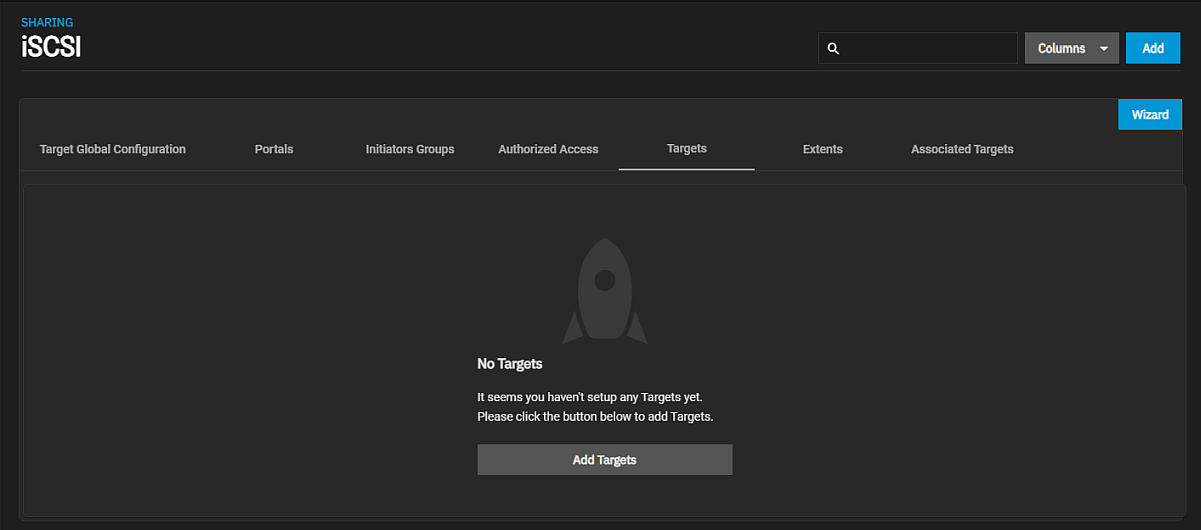 SHARING
iSCSI
Columns
Add
Wizard
Target Global Configuration
Portals
Initiators Groups
Authorized Access
Targets
Extents
Associated Targets
No Targets
It seems you haven't setup any Targets yet.
Please click the button below to add Targets.
Add Targets